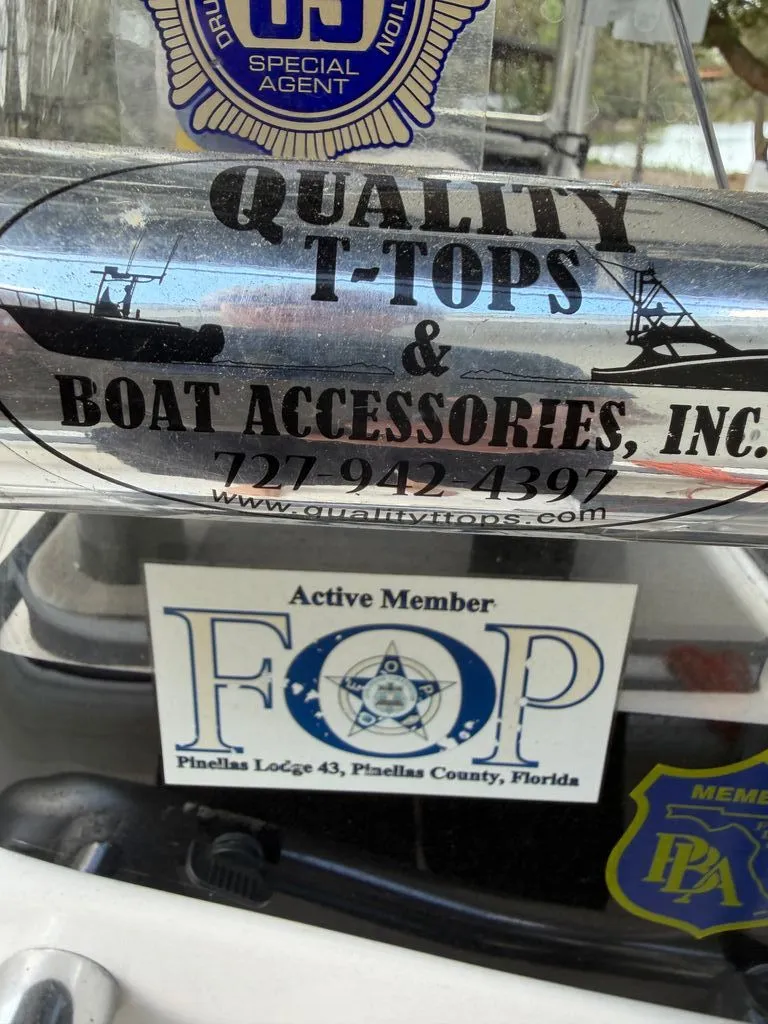 US
SPECIAL
AGENT
QUALITY
T-TOPS
&
BOAT ACCESSORIES, INC.
727-942-4397
www.qualityttops.com
Active Member
FOP
Pinellas Lodge 43, Pinellas County, Florida
PBA